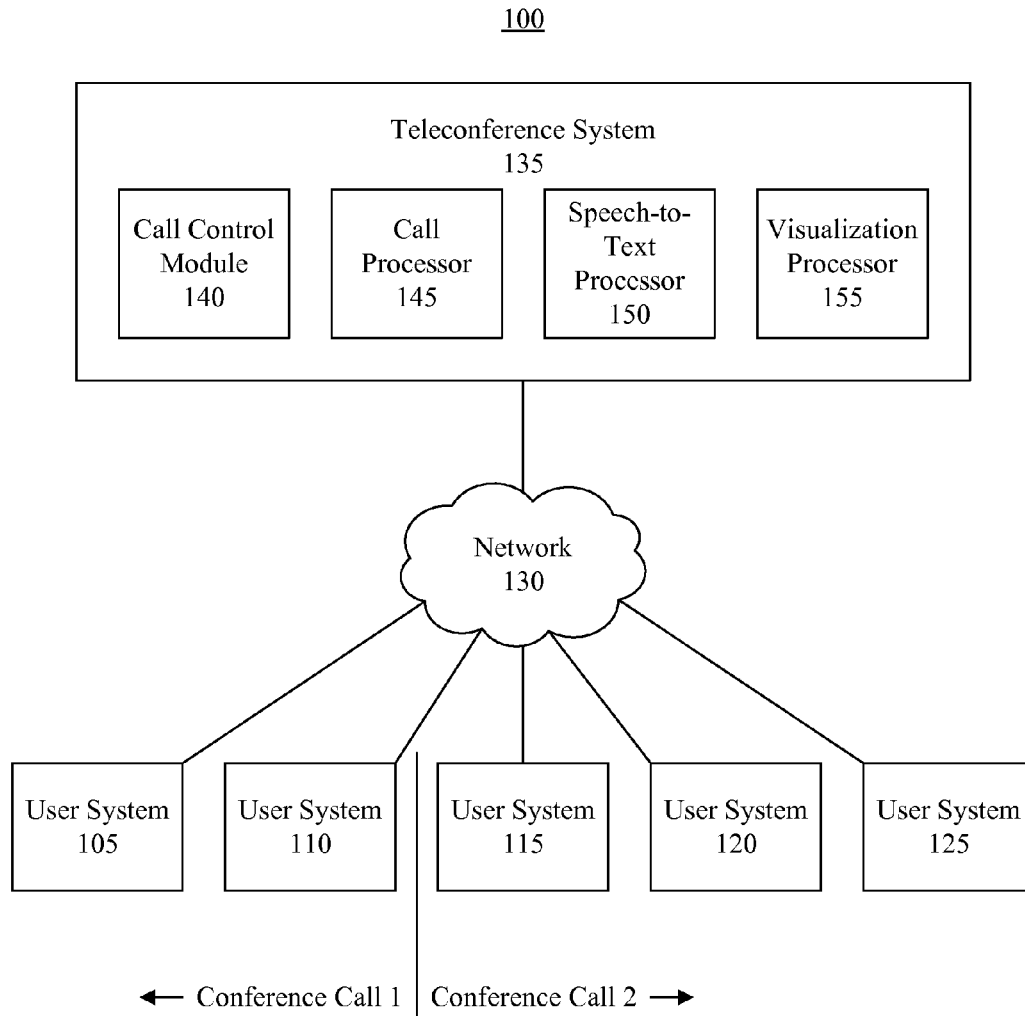 100
Teleconference System
135
Call Control
Module
140
Call
Processor
145
Speech-to-
Text
Processor
150
Visualization
Processor
155
Network
130
User System
105
User System
110
User System
115
User System
120
User System
125
Conference Call 1
Conference Call 2